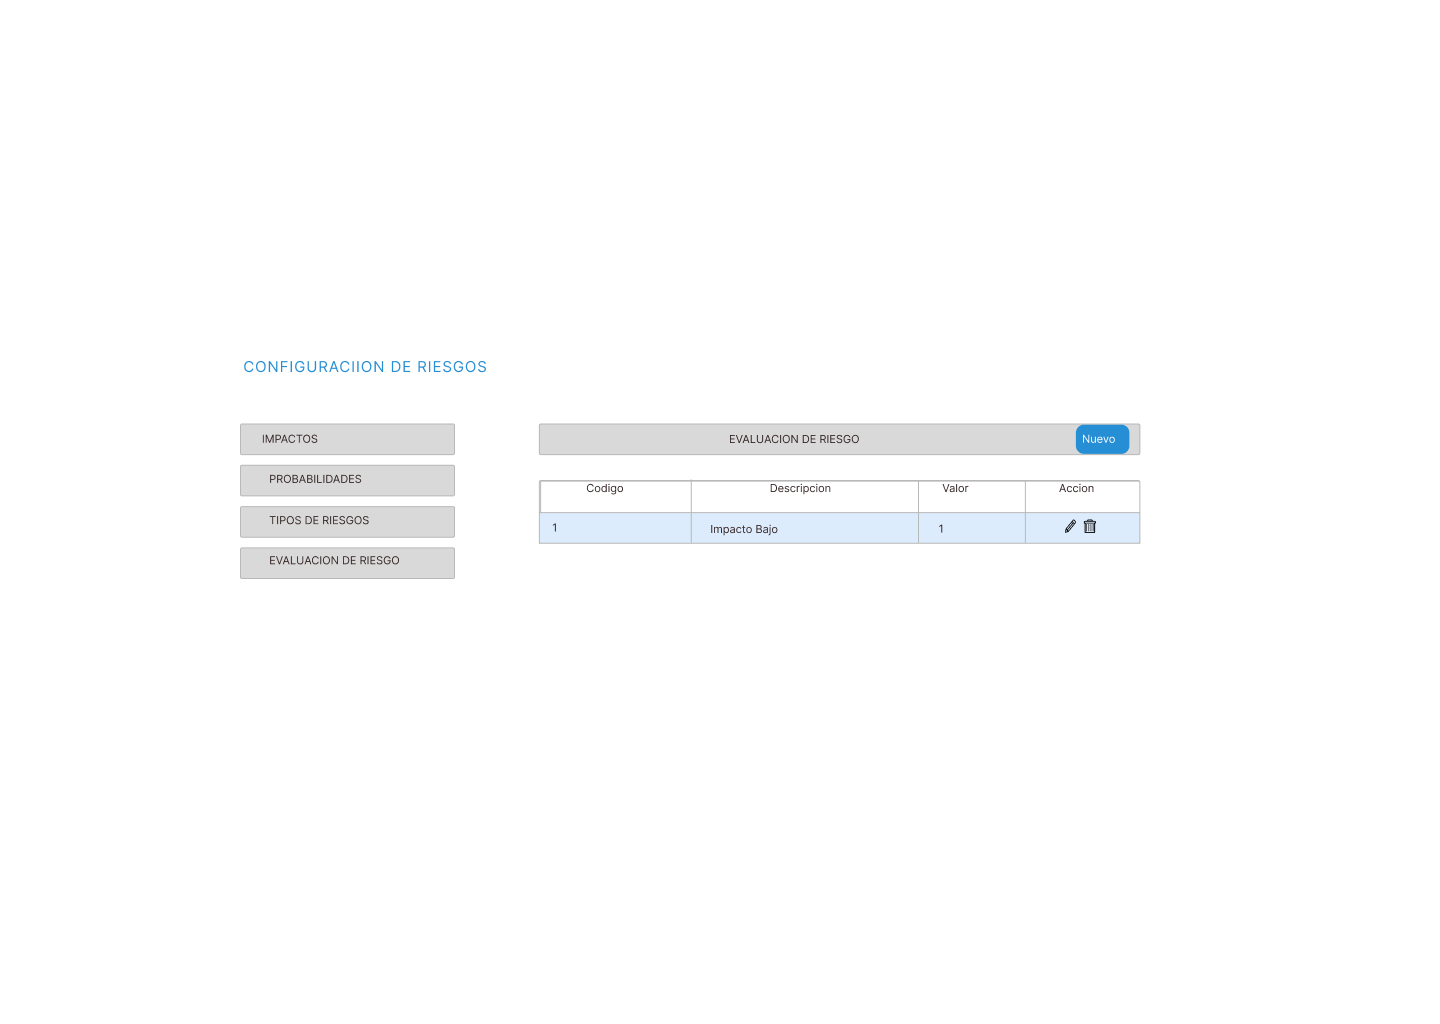 CONFIGURACIION DE RIESGOS
IMPACTOS
PROBABILIDADES
TIPOS DE RIESGOS
EVALUACION DE RIESGO
EVALUACION DE RIESGO Nuevo
Codigo Descripcion Valor Accion
1 Impacto Bajo 1